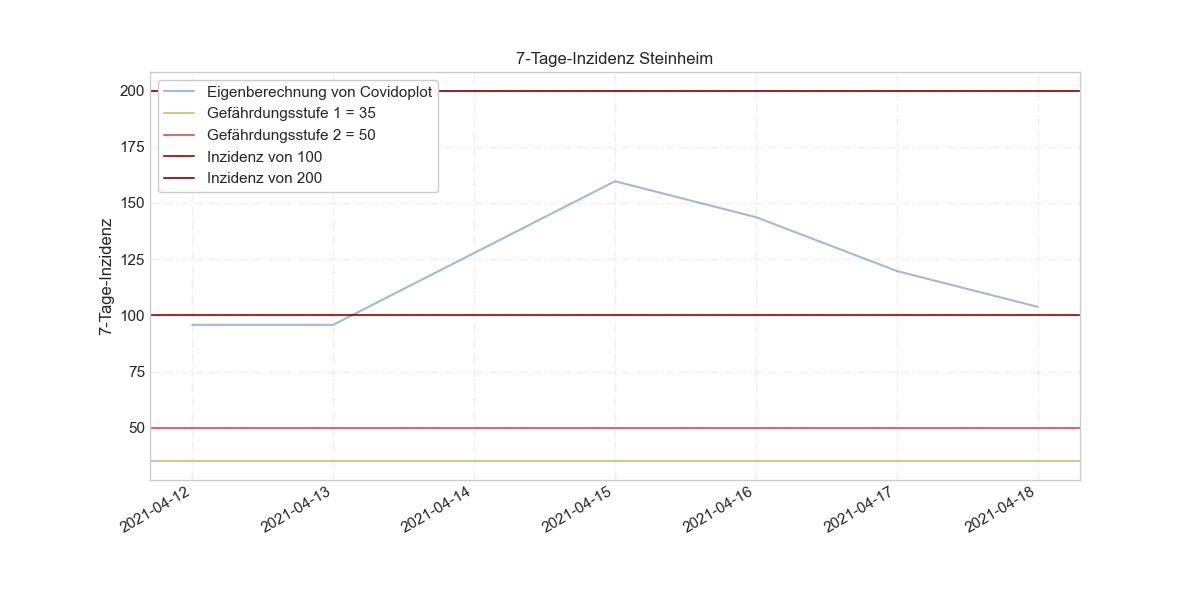 7-Tage-Inzidenz Steinheim
Eigenberechnung von Covidoplot
Gefährdungsstufe 1 = 35
Gefährdungsstufe 2 = 50
Inzidenz von 100
Inzidenz von 200
7-Tage-Inzidenz
200
175
150
125
100
75
50
2021-04-12
2021-04-13
2021-04-14
2021-04-15
2021-04-16
2021-04-17
2021-04-18